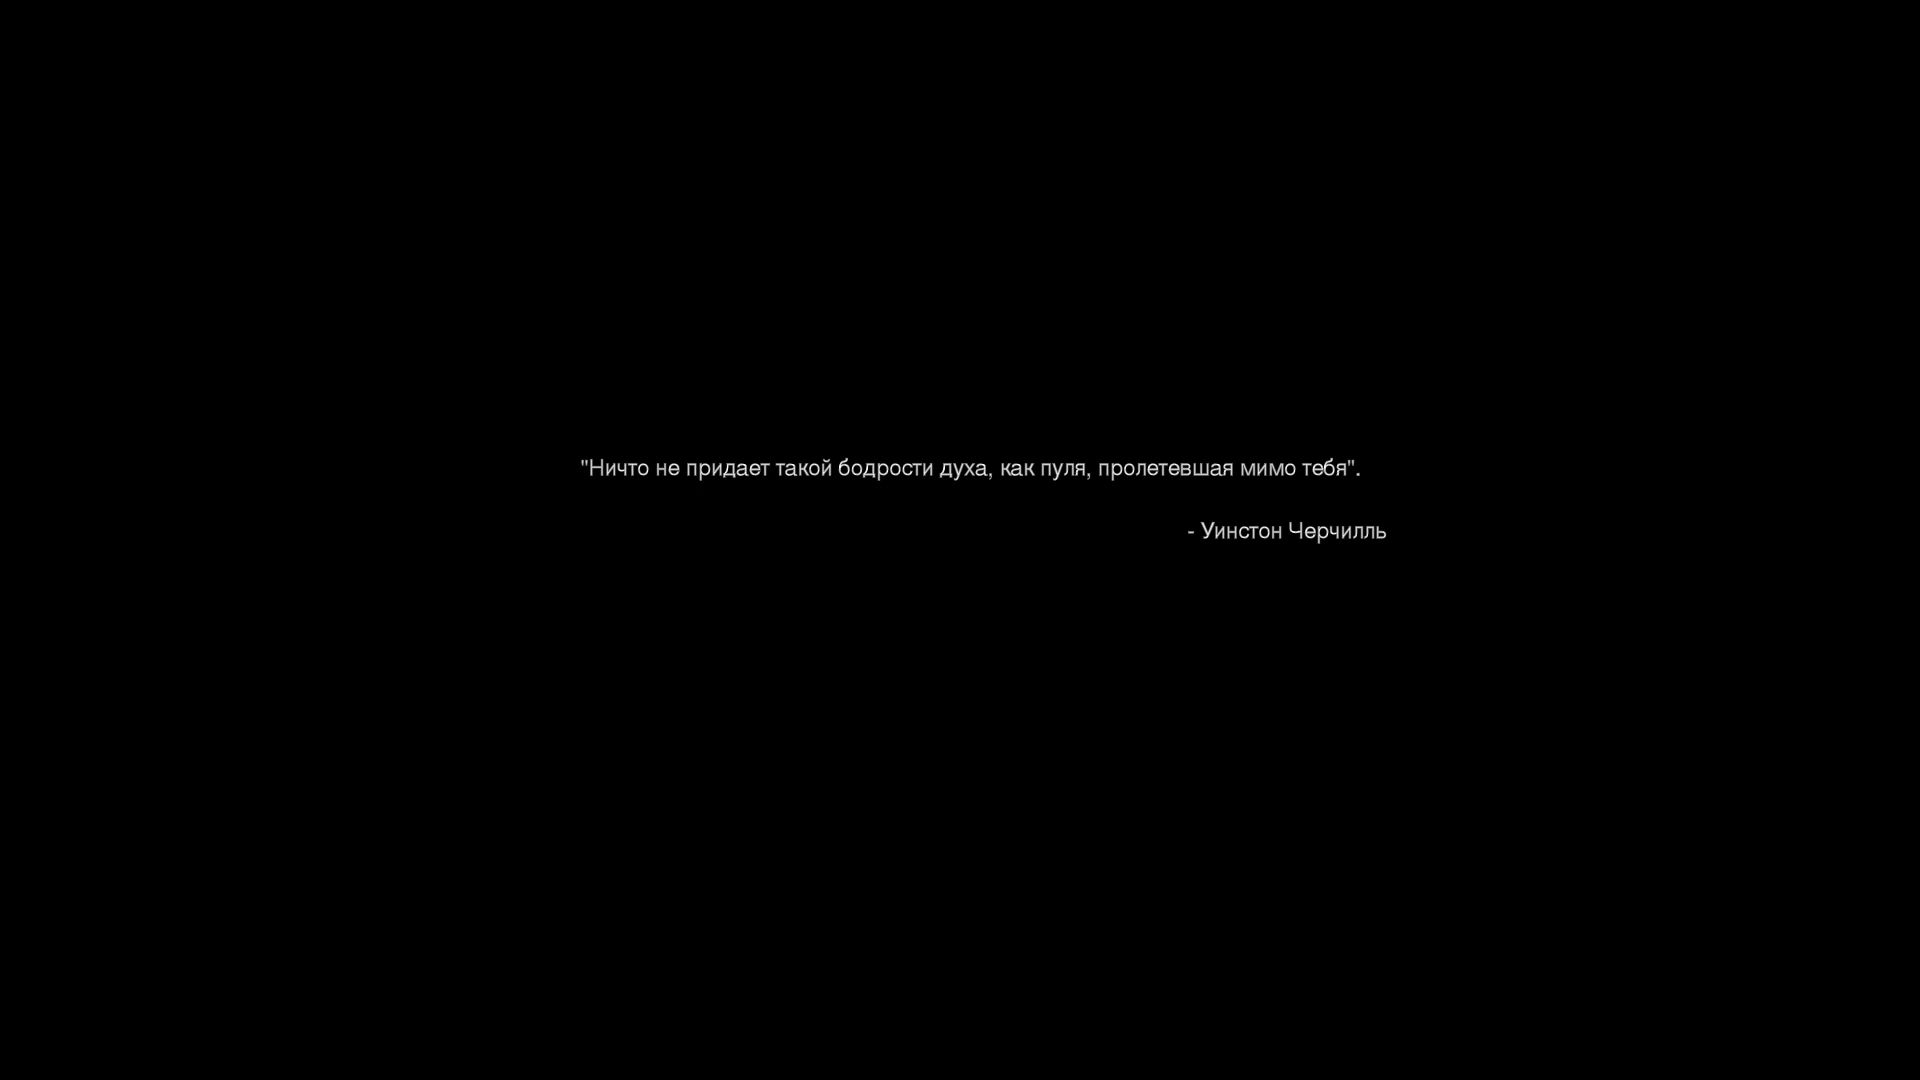 "Ничто не придает такой бодрости духа, как пуля, пролетевшая мимо тебя".
- Уинстон Черчилль